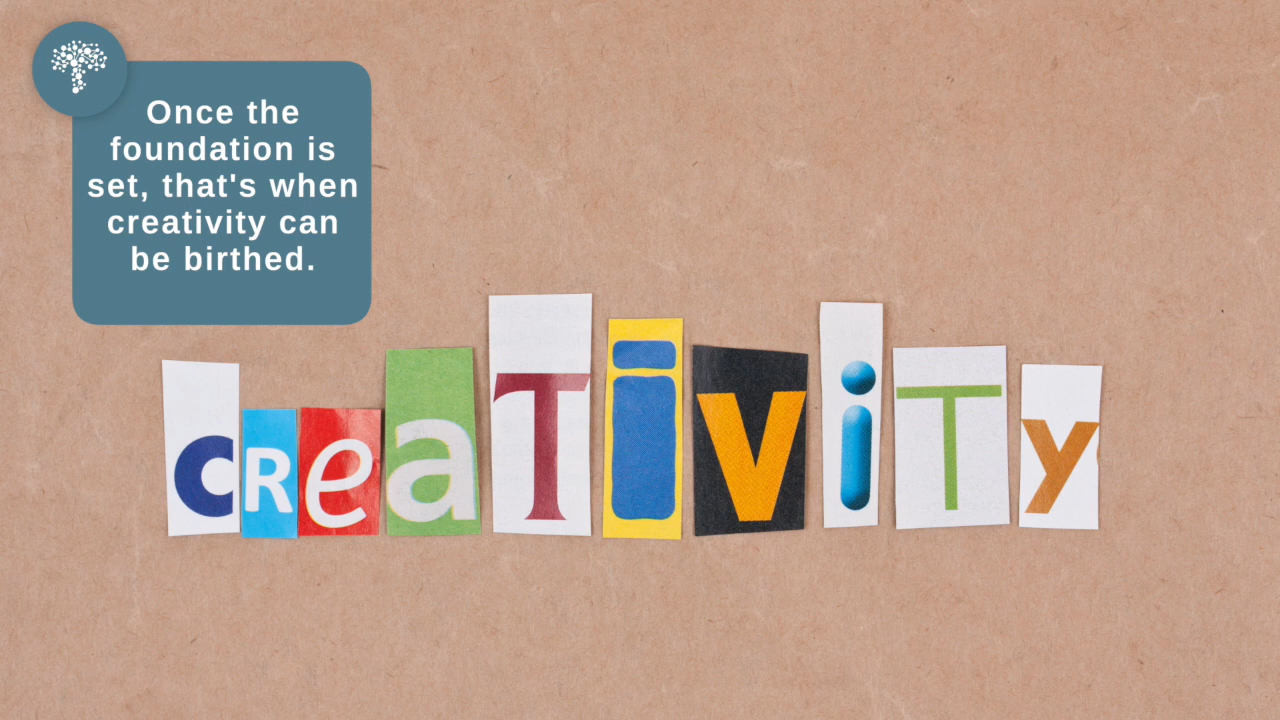 Once the
foundation is
set, that's when
creativity can
be birthed.
cReaTiviTy